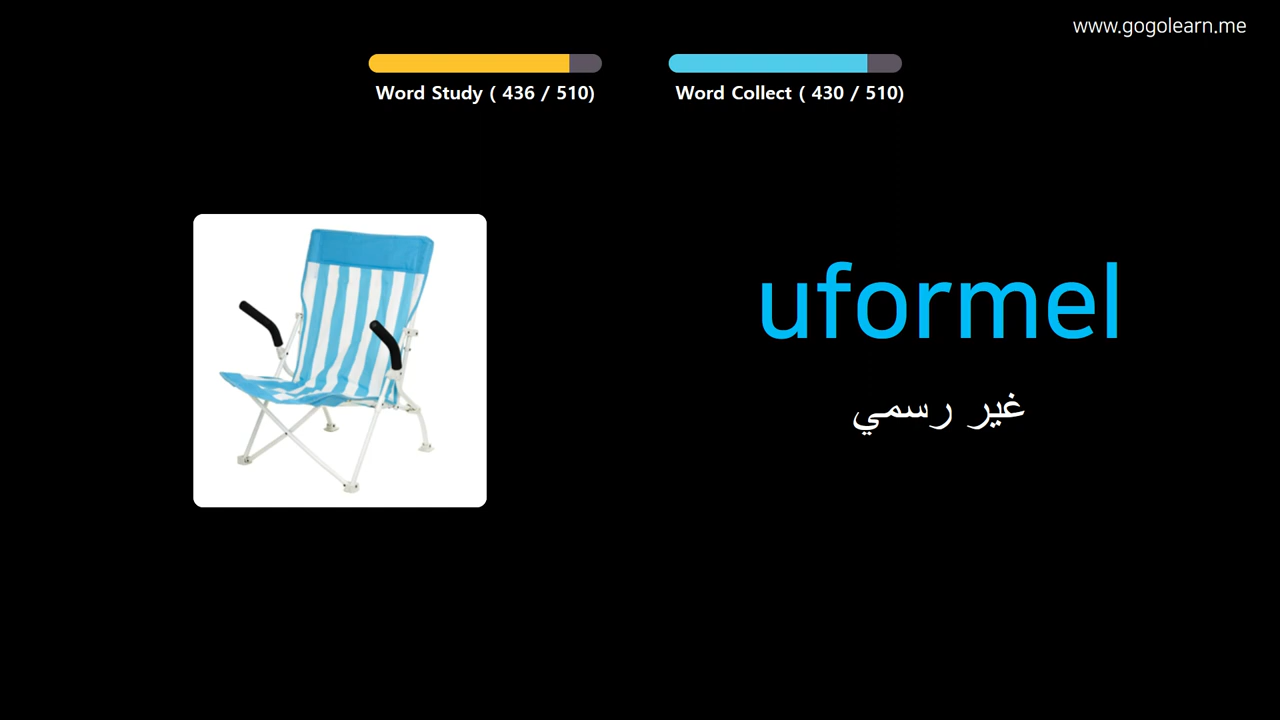 www.gogolearn.me
Word Study ( 436 / 510)
Word Collect ( 430 / 510)
uformel
غير رسمي